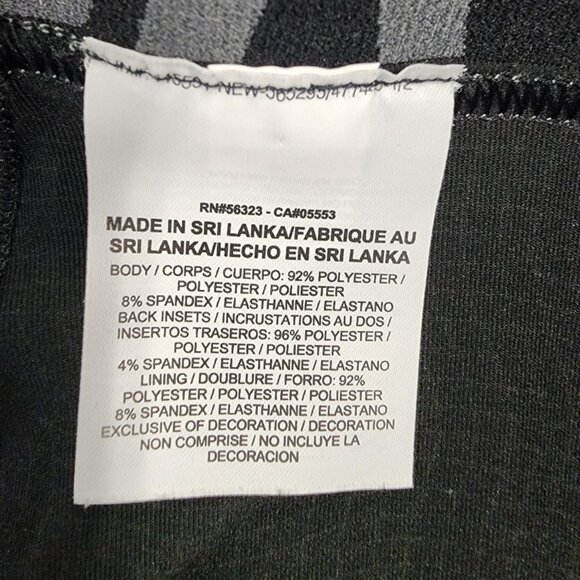 RN#56323 - CA#05553
MADE IN SRI LANKA/FABRIQUE AU
SRI LANKA/HECHO EN SRI LANKA
BODY / CORPS / CUERPO: 92% POLYESTER /
POLYESTER / POLIESTER
8% SPANDEX / ELASTHANNE / ELASTANO
BACK INSETS / INCRUSTATIONS AU DOS /
INSERTOS TRASEROS: 96% POLYESTER /
POLYESTER / POLIESTER
4% SPANDEX / ELASTHANNE / ELASTANO
LINING / DOUBLURE / FORRO: 92%
POLYESTER / POLYESTER / POLIESTER
8% SPANDEX / ELASTHANNE / ELASTANO
EXCLUSIVE OF DECORATION / DECORATION
NON COMPRISE / NO INCLUYE LA
DECORACION